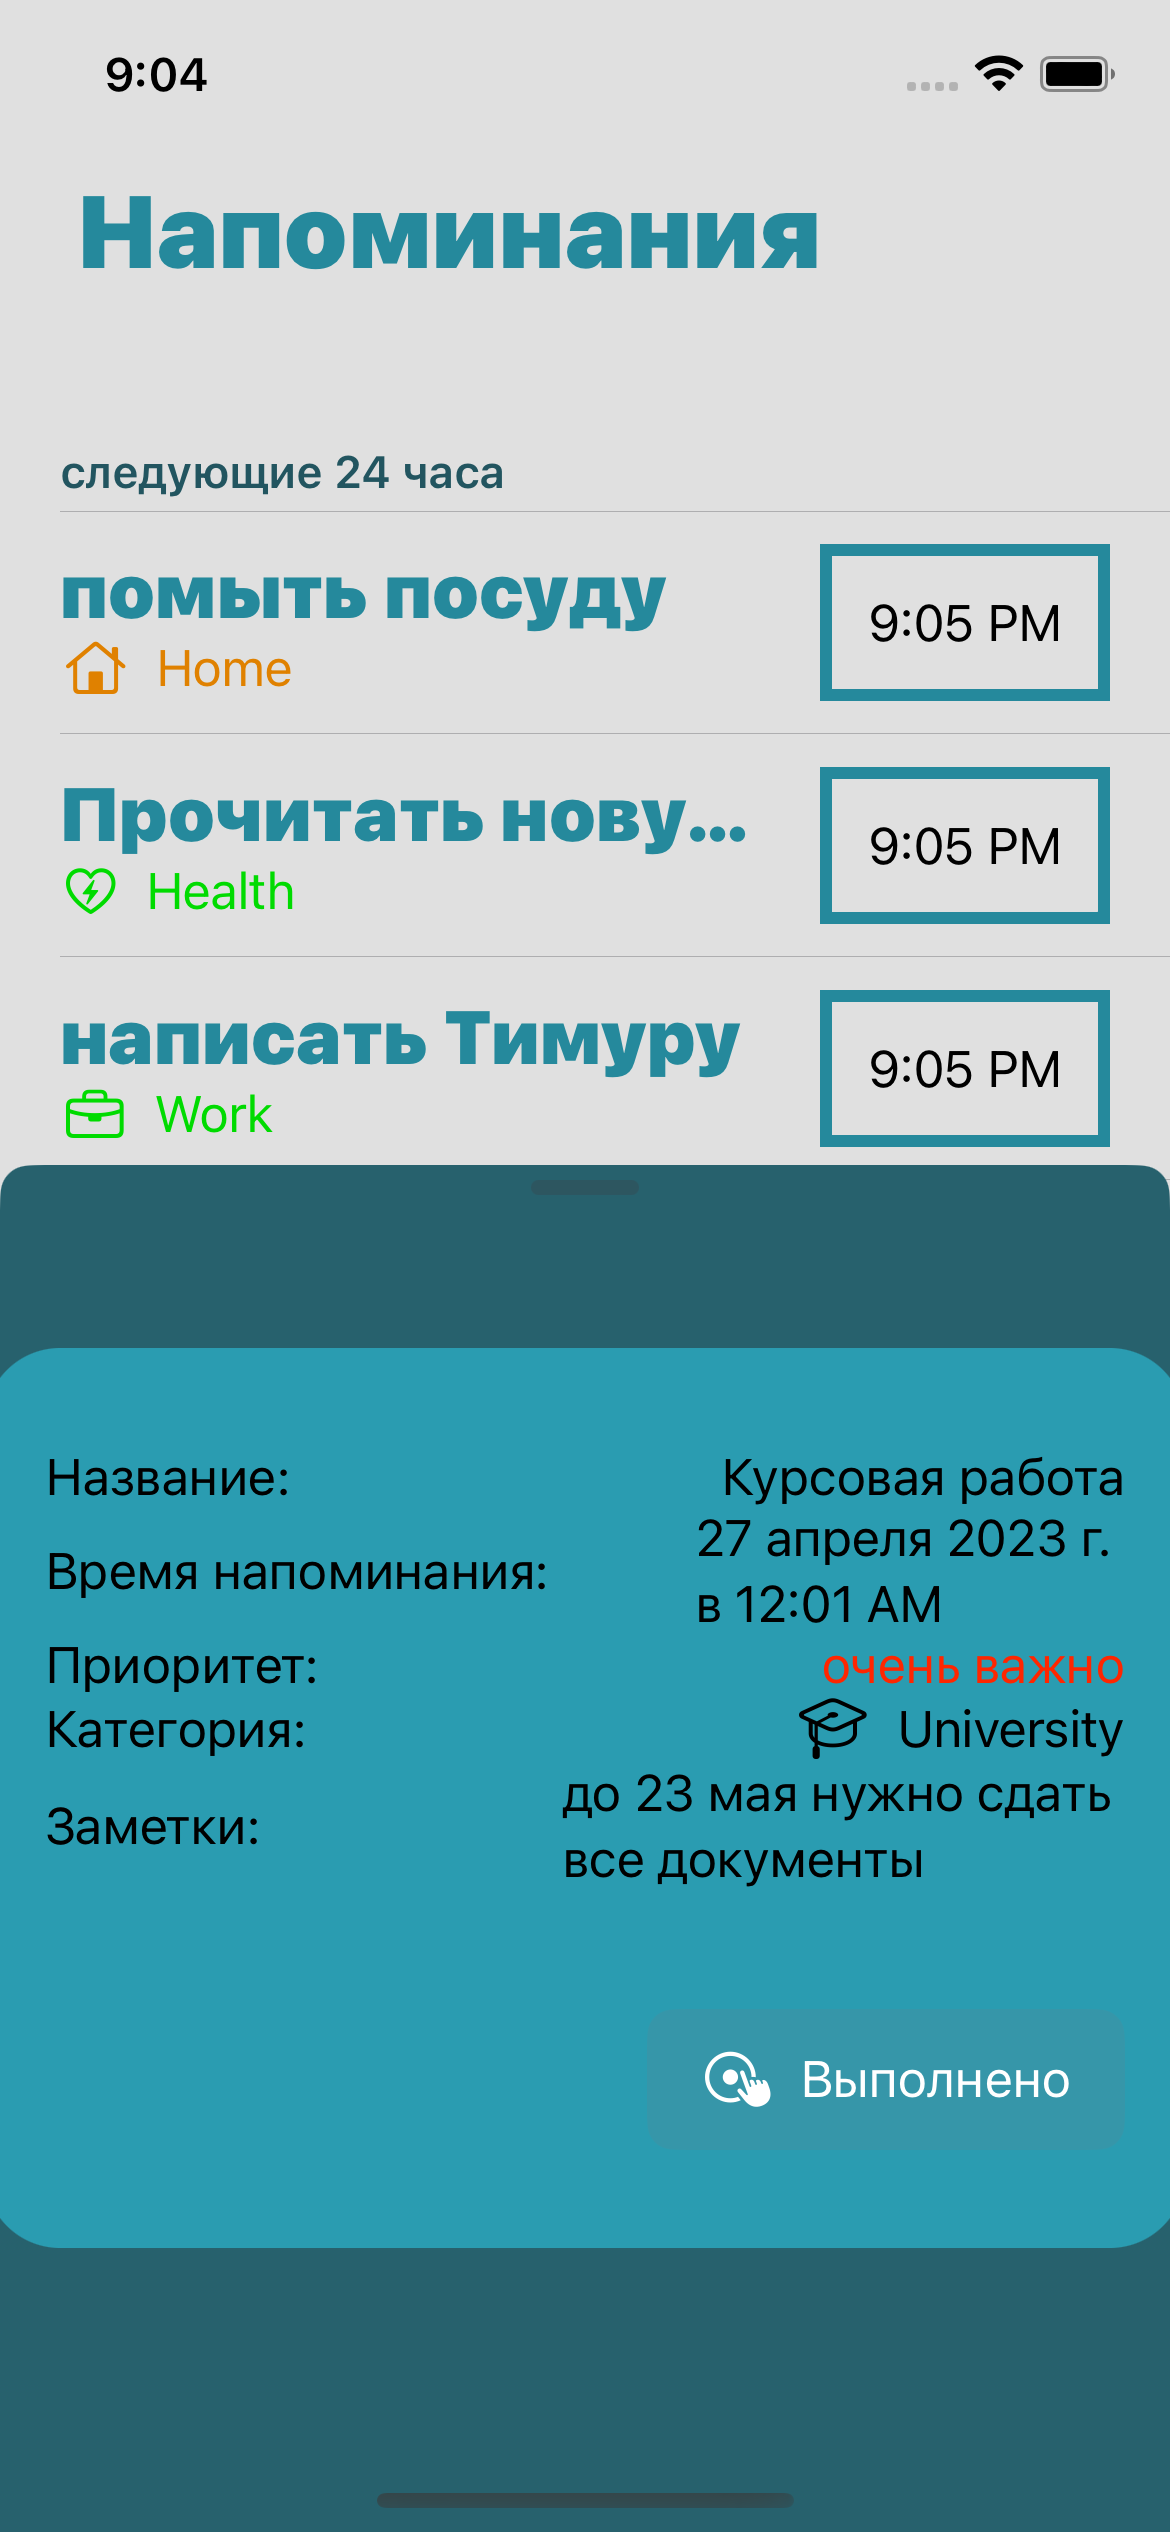 9:04
Напоминания
следующие 24 часа
помыть посуду
9:05 PM
Home
Прочитать нову...
9:05 PM
Health
написать Тимуру
9:05 PM
Work
Название: Курсовая работа
Время напоминания: 27 апреля 2023 г.
в 12:01 AM
Приоритет: очень важно
Категория: University
Заметки: до 23 мая нужно сдать
все документы
Выполнено